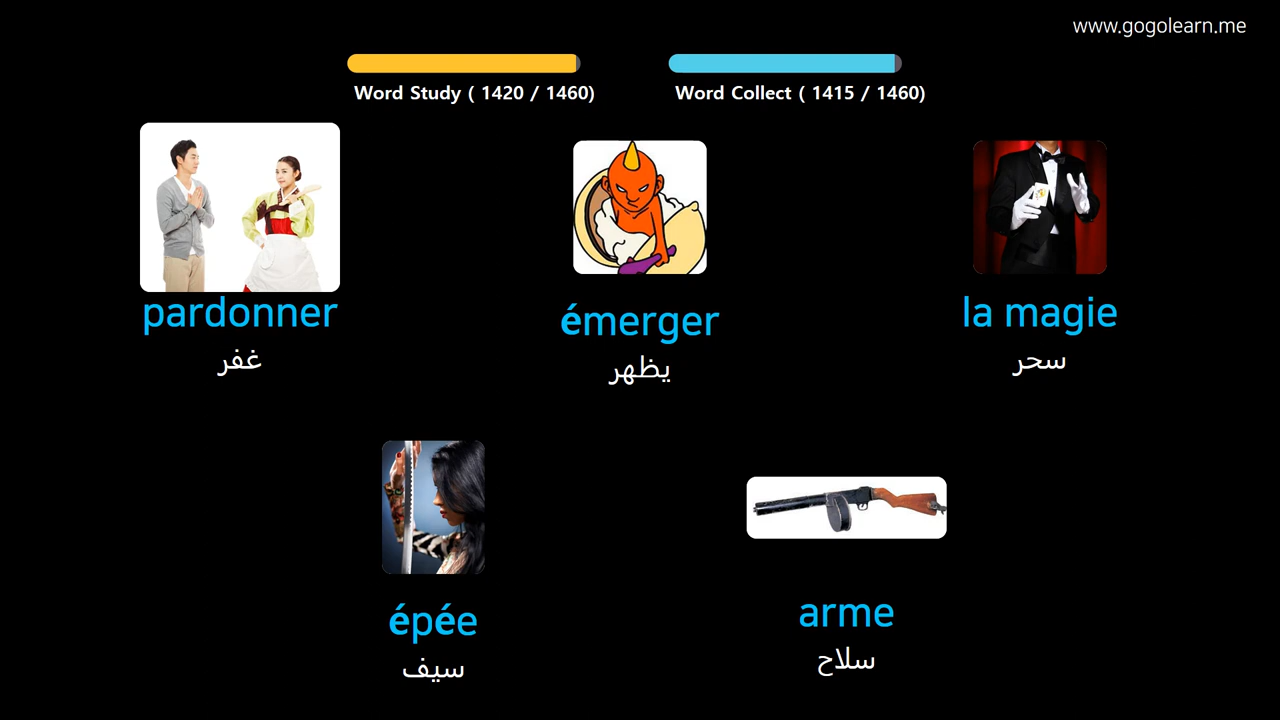 www.gogolearn.me
Word Study ( 1420 / 1460)
Word Collect ( 1415 / 1460)
pardonner
غفر
émerger
يظهر
la magie
سحر
épée
سيف
arme
سلاح